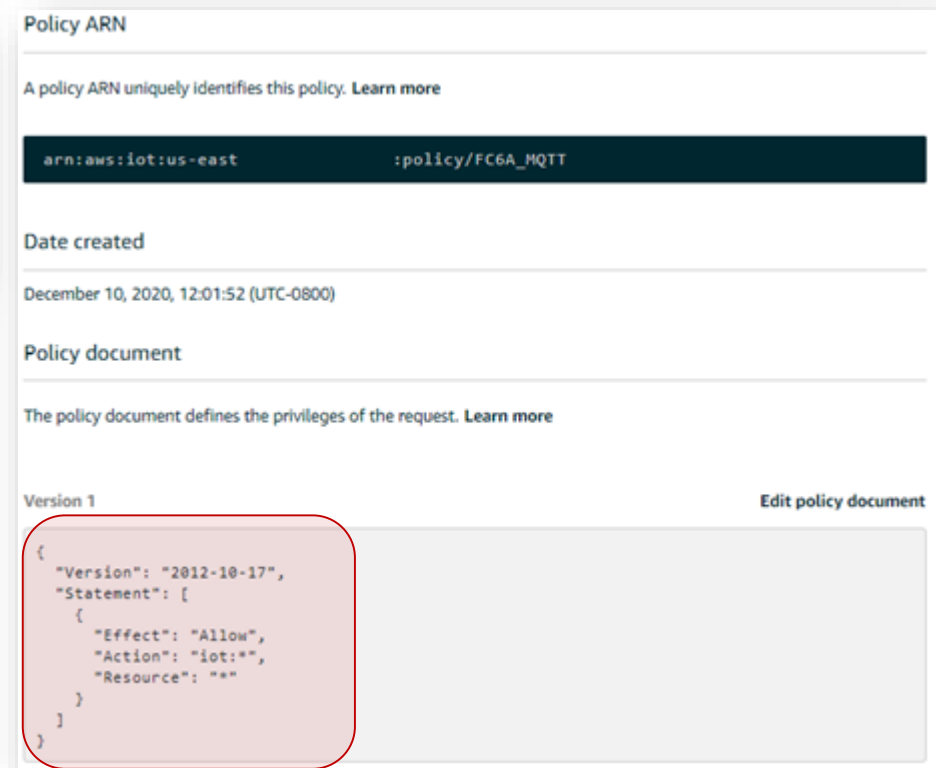 Policy ARN
A policy ARN uniquely identifies this policy. Learn more
arn:aws:iot:us-east :policy/FC6A_MQTT
Date created
December 10, 2020, 12:01:52 (UTC-0800)
Policy document
The policy document defines the privileges of the request. Learn more
Version 1 Edit policy document
{
"Version": "2012-10-17",
"Statement": [
{
"Effect": "Allow",
"Action": "iot:*",
"Resource": "*"
}
]
}